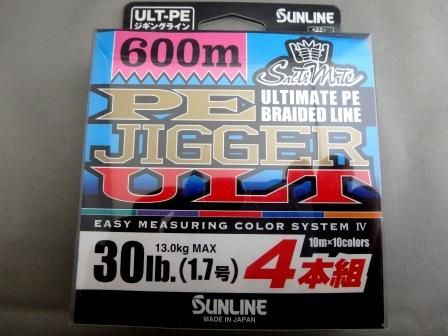 ULT-PE
ジギングライン
SUNLINE
600m
SaltiMate
ULTIMATE PE
BRAIDED LINE
PE
JIGGER
ULT
EASY MEASURING COLOR SYSTEM IV
10m×10colors
13.0kg MAX
30lb.(1.7号)
4本組
SUNLINE
MADE IN JAPAN